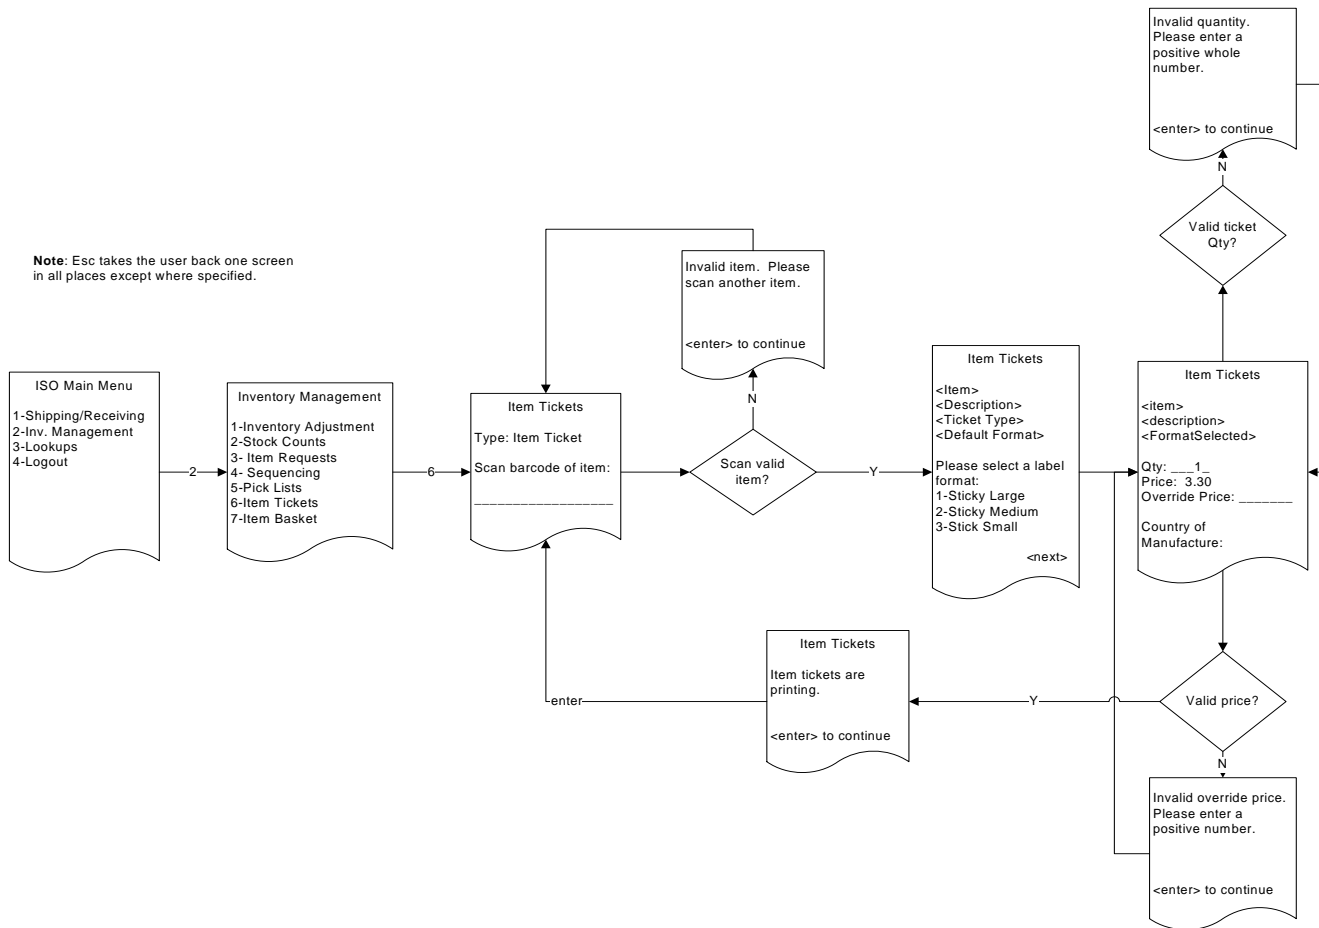 Invalid quantity.
Please enter a
positive whole
number.
<enter> to continue
N
Valid ticket
Qty?
Note: Esc takes the user back one screen
in all places except where specified.
Invalid item.  Please
scan another item.
<enter> to continue
N
ISO Main Menu
1-Shipping/Receiving
2-Inv. Management
3-Lookups
4-Logout
2
Inventory Management
1-Inventory Adjustment
2-Stock Counts
3- Item Requests
4- Sequencing
5-Pick Lists
6-Item Tickets
7-Item Basket
6
Item Tickets
Type: Item Ticket
Scan barcode of item:
__________________
Scan valid
item?
Y
Item Tickets
<Item>
<Description>
<Ticket Type>
<Default Format>
Please select a label
format:
1-Sticky Large
2-Sticky Medium
3-Stick Small
<next>
Item Tickets
<item>
<description>
<FormatSelected>
Qty: ___1_
Price:  3.30
Override Price: _______
Country of
Manufacture:
Item Tickets
Item tickets are
printing.
<enter> to continue
enter
Y
Valid price?
N
Invalid override price.
Please enter a
positive number.
<enter> to continue